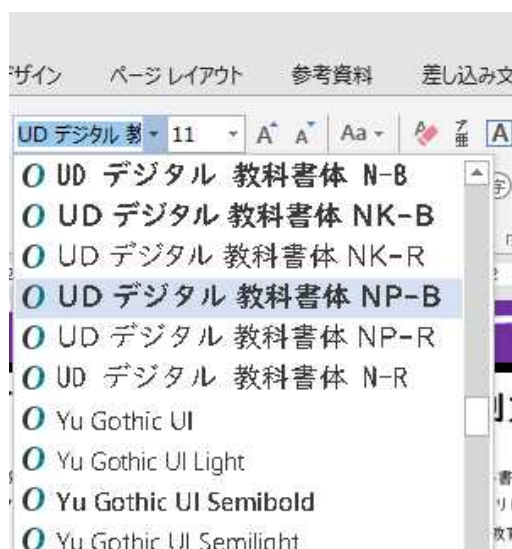 ザイン ページ レイアウト 参考資料 差し込み文
UD デジタル 教 11 A A Aa A ア亜 A
UD デジタル 教科書体 N-B
UD デジタル 教科書体 NK-B
UD デジタル 教科書体 NK-R
UD デジタル 教科書体 NP-B
UD デジタル 教科書体 NP-R
UD デジタル 教科書体 N-R
Yu Gothic UI
Yu Gothic UI Light
Yu Gothic UI Semibold
Yu Gothic UI Semilight